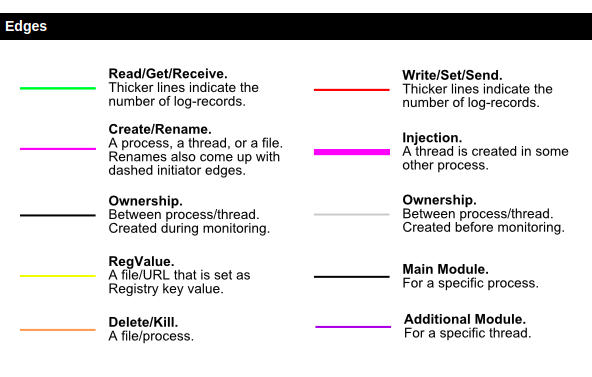 Edges
Read/Get/Receive.
Thicker lines indicate the
number of log-records.
Write/Set/Send.
Thicker lines indicate the
number of log-records.
Create/Rename.
A process, a thread, or a file.
Renames also come up with
dashed initiator edges.
Injection.
A thread is created in some
other process.
Ownership.
Between process/thread.
Created during monitoring.
Ownership.
Between process/thread.
Created before monitoring.
RegValue.
A file/URL that is set as
Registry key value.
Main Module.
For a specific process.
Delete/Kill.
A file/process.
Additional Module.
For a specific thread.